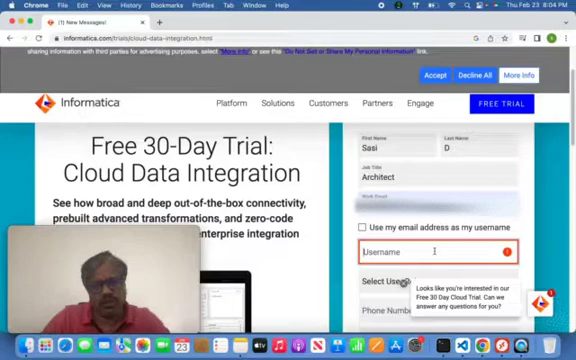 Chrome File Edit View History Bookmarks Profiles Tab Window Help
Thu Feb 23 8:04 PM
(1) New Messages!
informatica.com/trials/cloud-data-integration.html
sharing information with third parties for advertising purposes, select "More Info" or see the "Do Not Sell or Share My Personal Information" link.
Accept
Decline All
More Info
Informatica
Platform
Solutions
Customers
Partners
Engage
FREE TRIAL
Free 30-Day Trial:
Cloud Data Integration
See how broad and deep out-of-the-box connectivity,
prebuilt advanced transformations, and zero-code
enterprise integration
First Name
Sasi
Last Name
D
Job Title
Architect
Work Email
Use my email address as my username
Username
Phone Number
Looks like you're interested in our
Free 30-Day Cloud Trial. Can we
answer any questions for you?
1
23